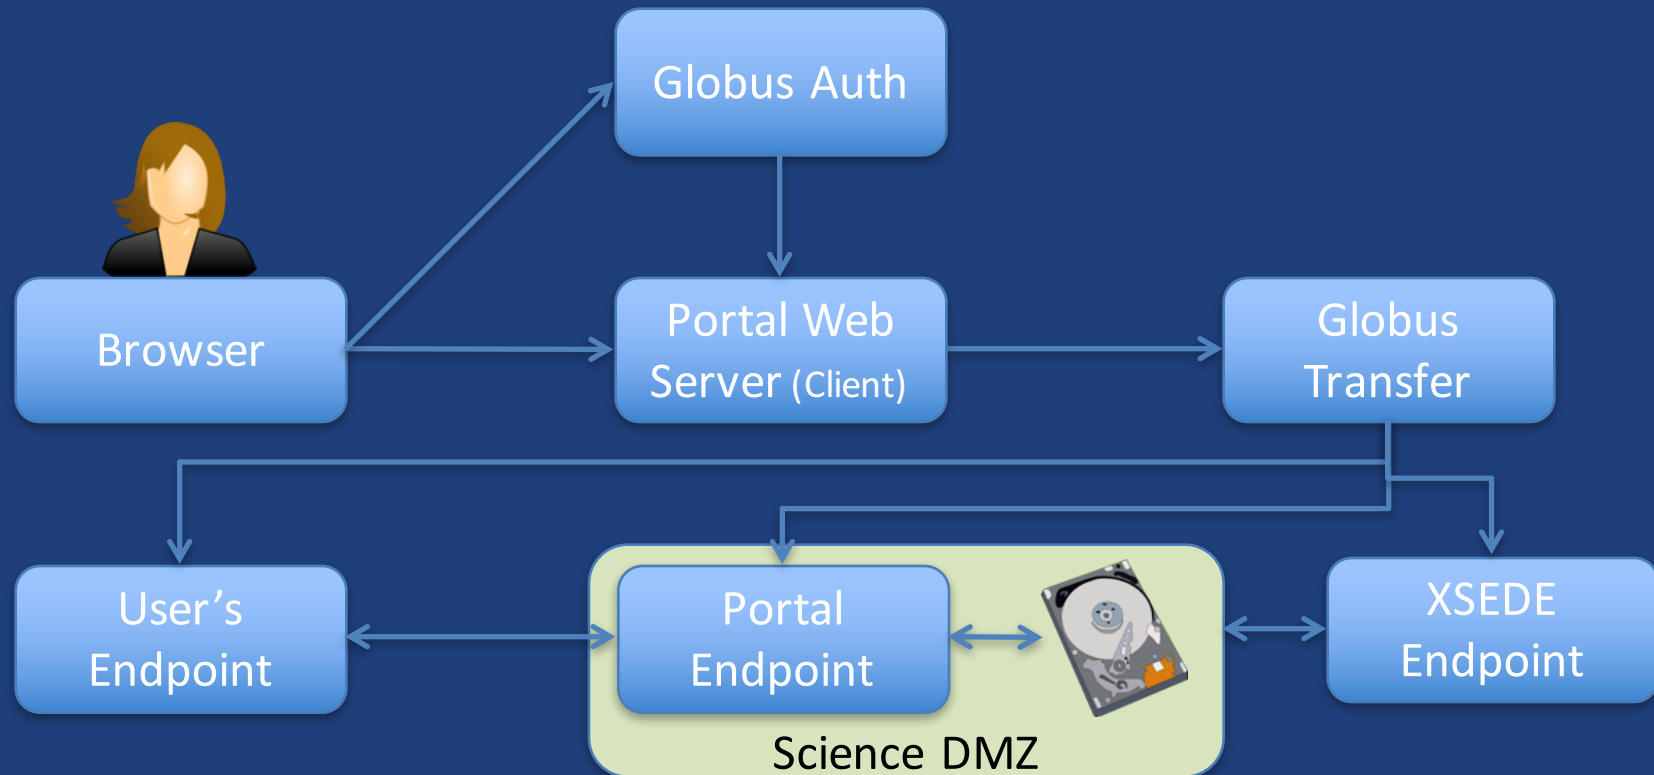 Globus Auth
Browser
Portal Web
Server (Client)
Globus
Transfer
User’s
Endpoint
Portal
Endpoint
XSEDE
Endpoint
Science DMZ